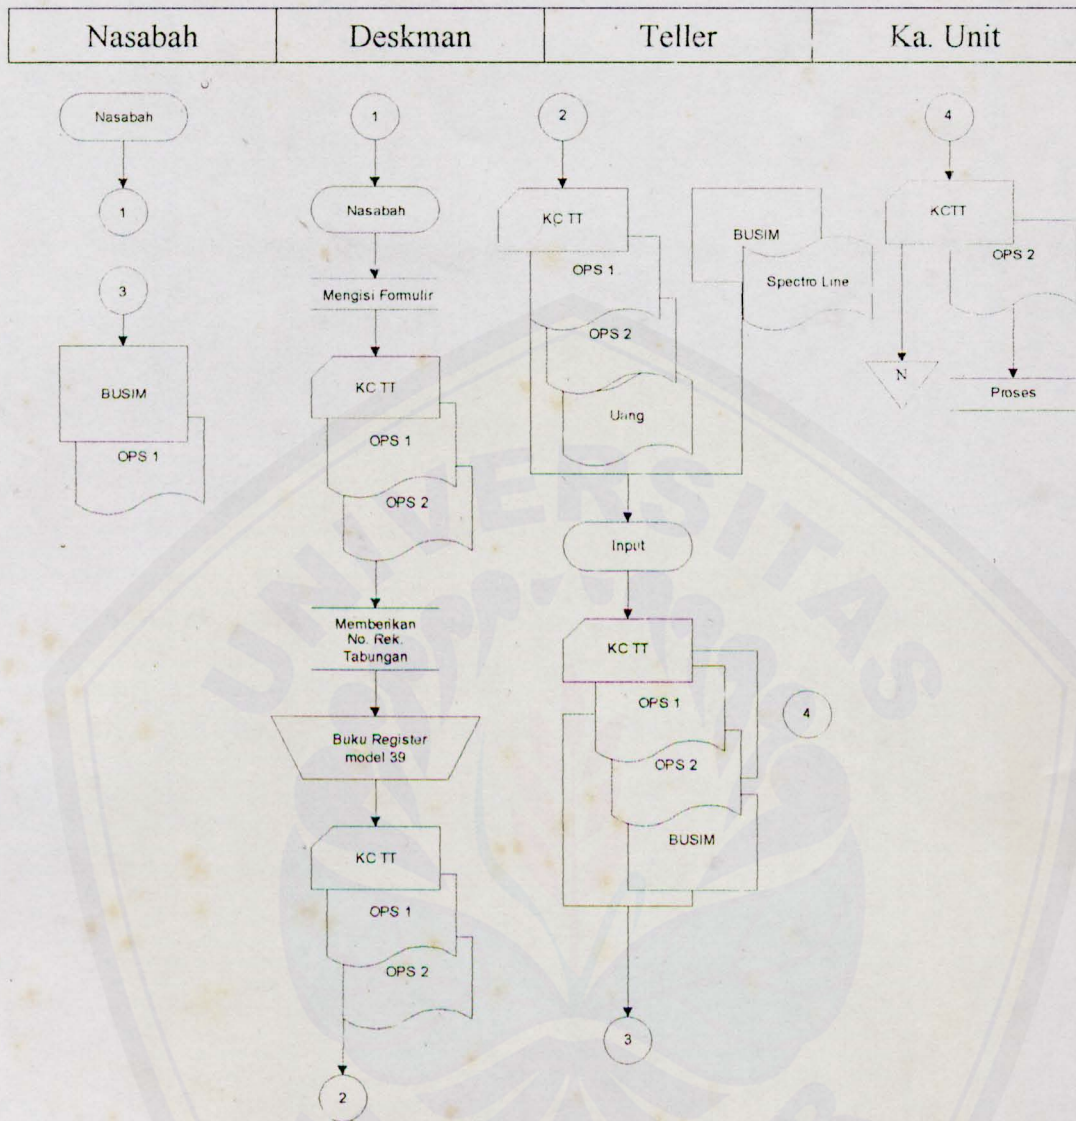 Nasabah Deskman Teller Ka. Unit
Nasabah
1
3
BUSIM
OPS 1
1
Nasabah
Mengisi Formulir
KC TT
OPS 1
OPS 2
Memberikan
No. Rek.
Tabungan
Buku Register
model 39
KC TT
OPS 1
OPS 2
2
2
KC TT
OPS 1
OPS 2
Uang
BUSIM
Spectro Line
Input
KC TT
OPS 1
OPS 2
BUSIM
4
3
4
KCTT
OPS 2
N
Proses
UNIVERSITAS